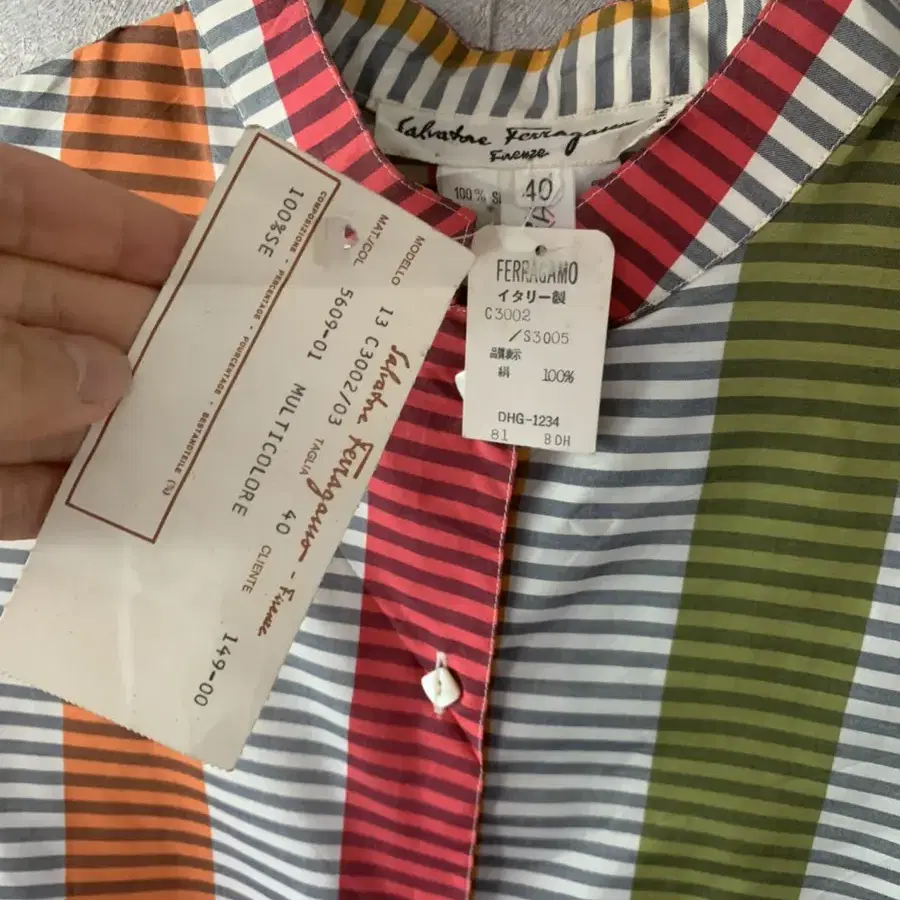 Salvatore Ferragamo
Firenze
100% S
40
FERRAGAMO
イタリー製
C3002
/S3005
品質表示
絹 100%
DHG-1234
81 8DH
Salvatore Ferragamo - Firenze
MODELLO 13 C3002/03 TAGLIA 40 CLIENTE 149-00
MAT./COL 5609-01 MULTICOLORE
COMPOSIZIONE - PERCENTAGE - POURCENTAGE - BESTANDTEILE (%)
100%SE